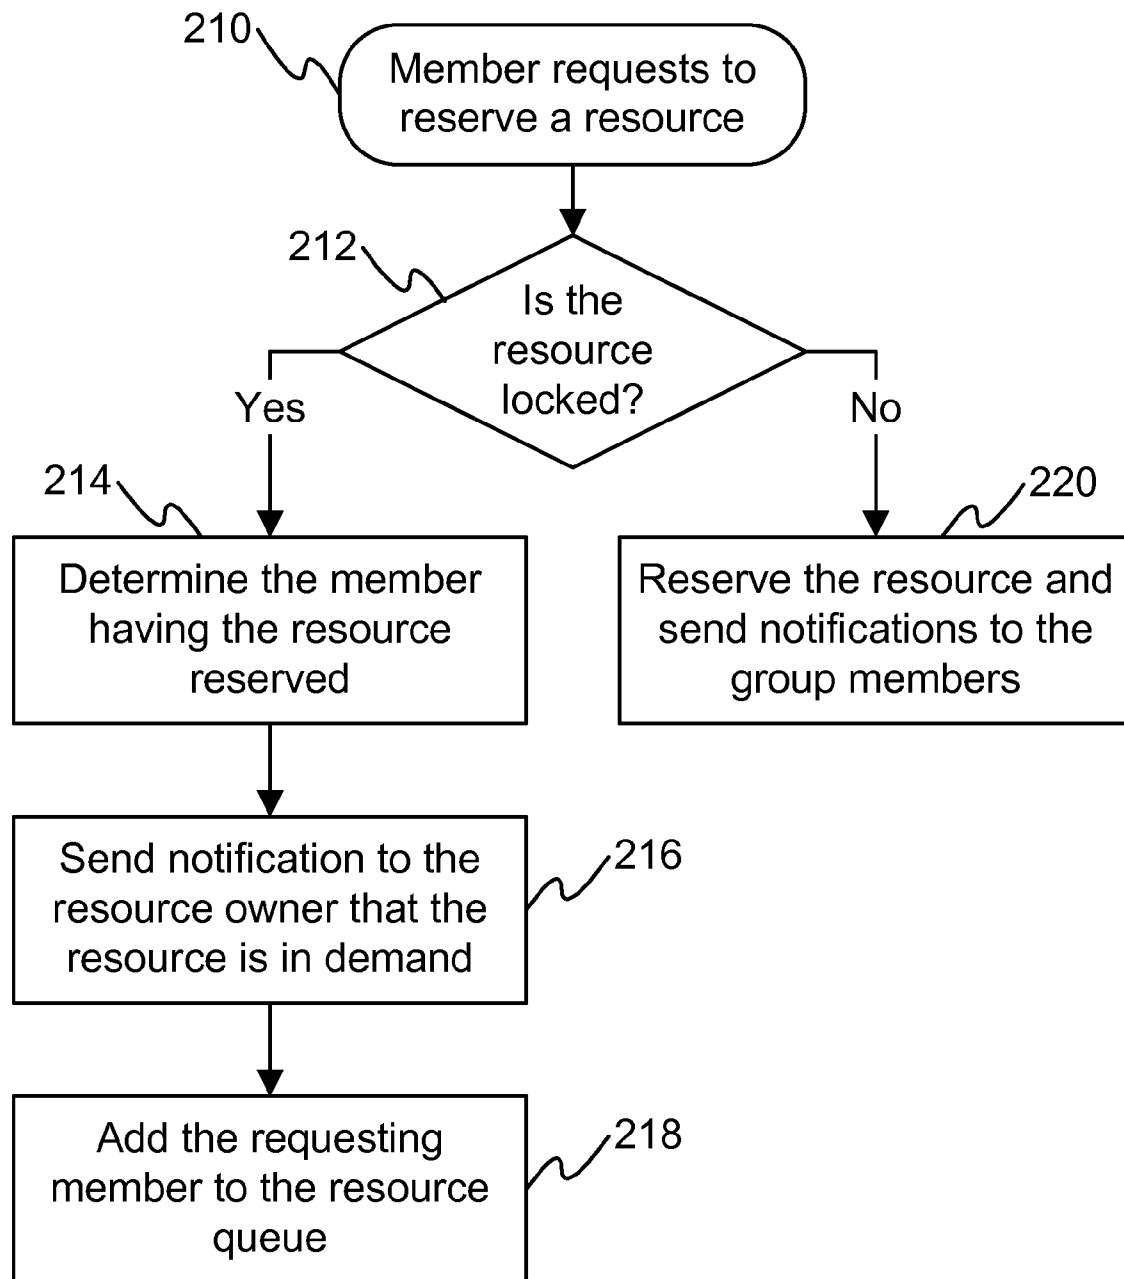 210
Member requests to
reserve a resource
212
Is the
resource
locked?
Yes
No
214
Determine the member
having the resource
reserved
220
Reserve the resource and
send notifications to the
group members
Send notification to the
resource owner that the
resource is in demand
216
Add the requesting
member to the resource
queue
218